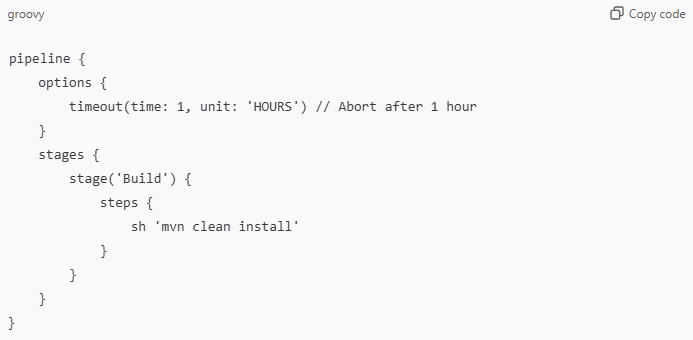 groovy
Copy code
pipeline {
    options {
        timeout(time: 1, unit: 'HOURS') // Abort after 1 hour
    }
    stages {
        stage('Build') {
            steps {
                sh 'mvn clean install'
            }
        }
    }
}